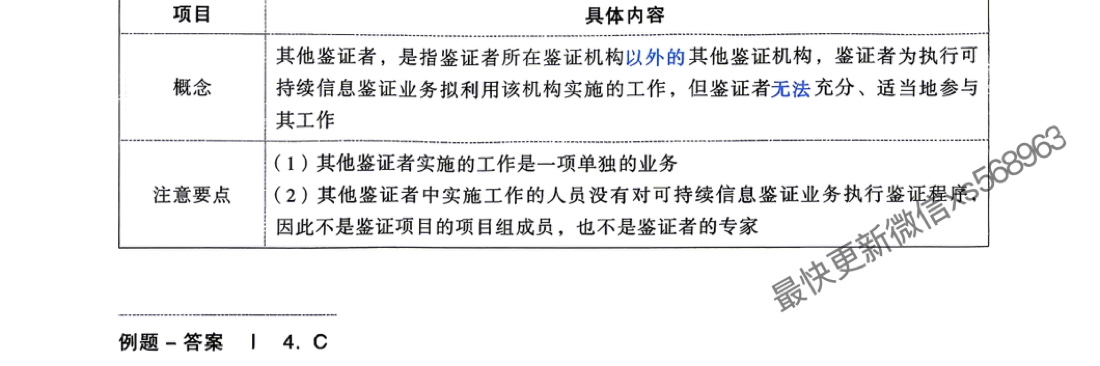 项目 具体内容
其他鉴证者，是指鉴证者所在鉴证机构以外的其他鉴证机构，鉴证者为执行可
概念 持续信息鉴证业务拟利用该机构实施的工作，但鉴证者无法充分、适当地参与
其工作
（1）其他鉴证者实施的工作是一项单独的业务
注意要点 （2）其他鉴证者中实施工作的人员没有对可持续信息鉴证业务执行鉴证程序，
因此不是鉴证项目的项目组成员，也不是鉴证者的专家
最快更新微信xs568963
例题－答案 | 4. C